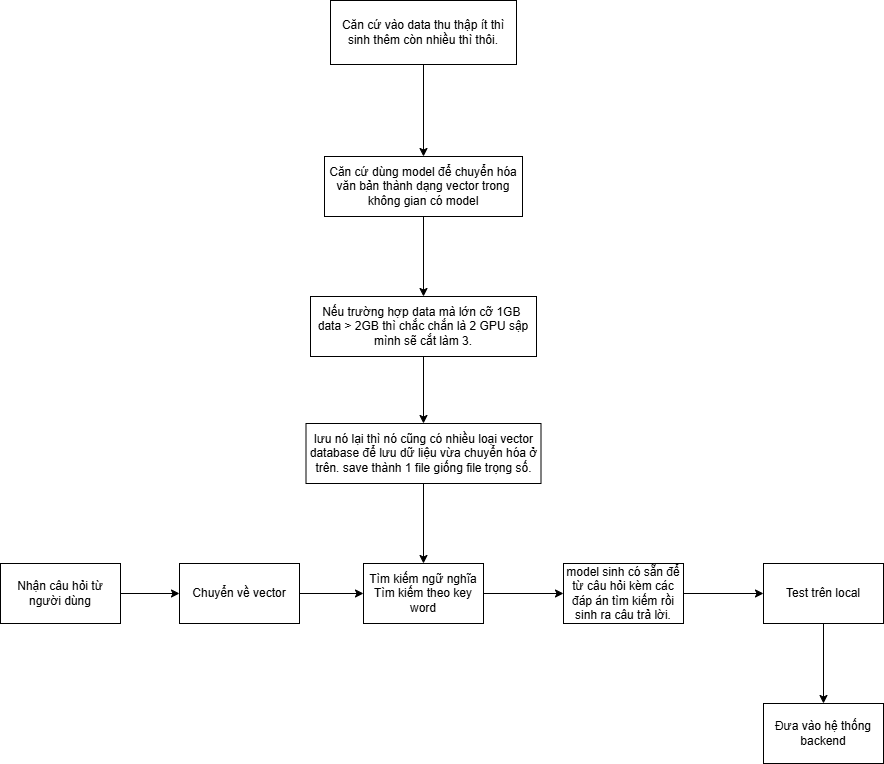 Căn cứ vào data thu thập ít thì
sinh thêm còn nhiều thì thôi.
Căn cứ dùng model để chuyển hóa
văn bản thành dạng vector trong
không gian có model
Nếu trường hợp data mà lớn cỡ 1GB
data > 2GB thì chắc chắn là 2 GPU sập
mình sẽ cắt làm 3.
lưu nó lại thì nó cũng có nhiều loại vector
database để lưu dữ liệu vừa chuyển hóa ở
trên. save thành 1 file giống file trọng số.
Nhận câu hỏi từ
người dùng
Chuyển về vector
Tìm kiếm ngữ nghĩa
Tìm kiếm theo key
word
model sinh có sẵn để
từ câu hỏi kèm các
đáp án tìm kiếm rồi
sinh ra câu trả lời.
Test trên local
Đưa vào hệ thống
backend